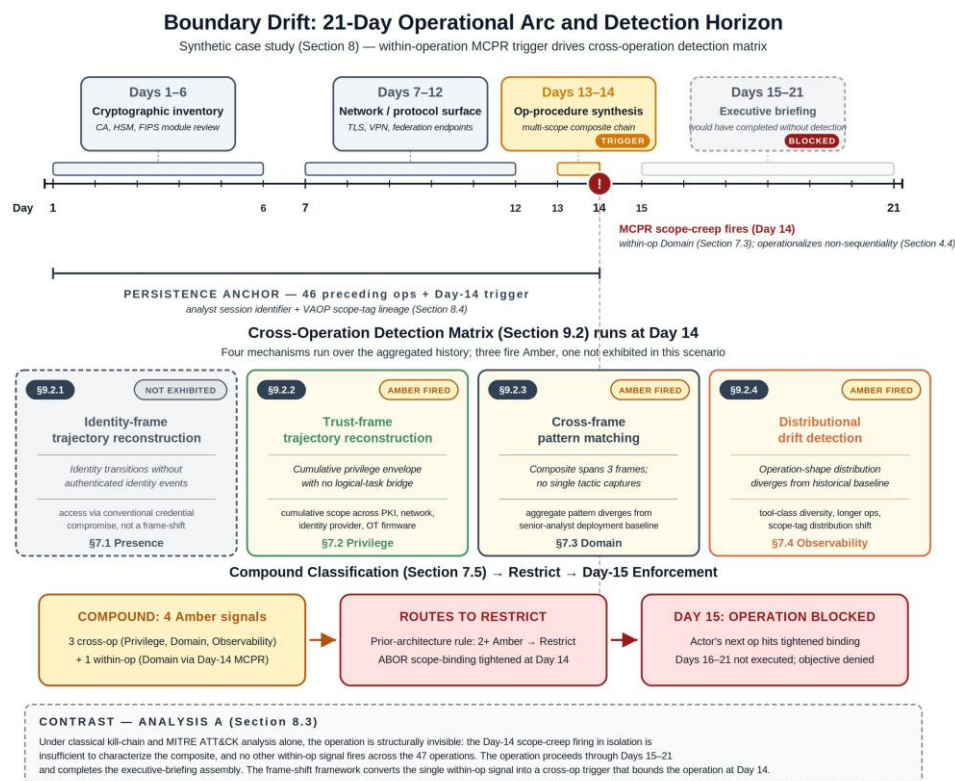 Boundary Drift: 21-Day Operational Arc and Detection Horizon
Synthetic case study (Section 8) — within-operation MCPR trigger drives cross-operation detection matrix
Days 1–6
Cryptographic inventory
CA, HSM, FIPS module review
Days 7–12
Network / protocol surface
TLS, VPN, federation endpoints
Days 13–14
Op-procedure synthesis
multi-scope composite chain
TRIGGER
Days 15–21
Executive briefing
would have completed without detection
BLOCKED
!
Day 1 6 7 12 13 14 15 21
MCPR scope-creep fires (Day 14)
within-op Domain (Section 7.3); operationalizes non-sequentiality (Section 4.4)
PERSISTENCE ANCHOR — 46 preceding ops + Day-14 trigger
analyst session identifier + VAOP scope-tag lineage (Section 8.4)
Cross-Operation Detection Matrix (Section 9.2) runs at Day 14
Four mechanisms run over the aggregated history; three fire Amber, one not exhibited in this scenario
§9.2.1 NOT EXHIBITED
Identity-frame
trajectory reconstruction
Identity transitions without
authenticated identity events
access via conventional credential
compromise, not a frame-shift
§7.1 Presence
§9.2.2 AMBER FIRED
Trust-frame
trajectory reconstruction
Cumulative privilege envelope
with no logical-task bridge
cumulative scope across PKI, network,
identity provider, OT firmware
§7.2 Privilege
§9.2.3 AMBER FIRED
Cross-frame
pattern matching
Composite spans 3 frames;
no single tactic captures
aggregate pattern diverges from
senior-analyst deployment baseline
§7.3 Domain
§9.2.4 AMBER FIRED
Distributional
drift detection
Operation-shape distribution
diverges from historical baseline
tool-class diversity, longer ops,
scope-tag distribution shift
§7.4 Observability
Compound Classification (Section 7.5) → Restrict → Day-15 Enforcement
COMPOUND: 4 Amber signals
3 cross-op (Privilege, Domain, Observability)
+ 1 within-op (Domain via Day-14 MCPR)
ROUTES TO RESTRICT
Prior-architecture rule: 2+ Amber → Restrict
ABOR scope-binding tightened at Day 14
DAY 15: OPERATION BLOCKED
Actor's next op hits tightened binding
Days 16–21 not executed; objective denied
CONTRAST — ANALYSIS A (Section 8.3)
Under classical kill-chain and MITRE ATT&CK analysis alone, the operation is structurally invisible: the Day-14 scope-creep firing in isolation is
insufficient to characterize the composite, and no other within-op signal fires across the 47 operations. The operation proceeds through Days 15–21
and completes the executive-briefing assembly. The frame-shift framework converts the single within-op signal into a cross-op trigger that bounds the operation at Day 14.